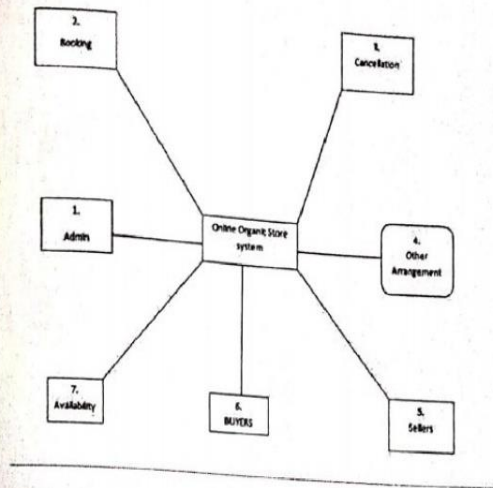 2.
Booking
3.
Cancellation
Online Organic Store
system
1.
Admin
4.
Other
Arrangement
7.
Availability
6.
BUYERS
5.
Sellers